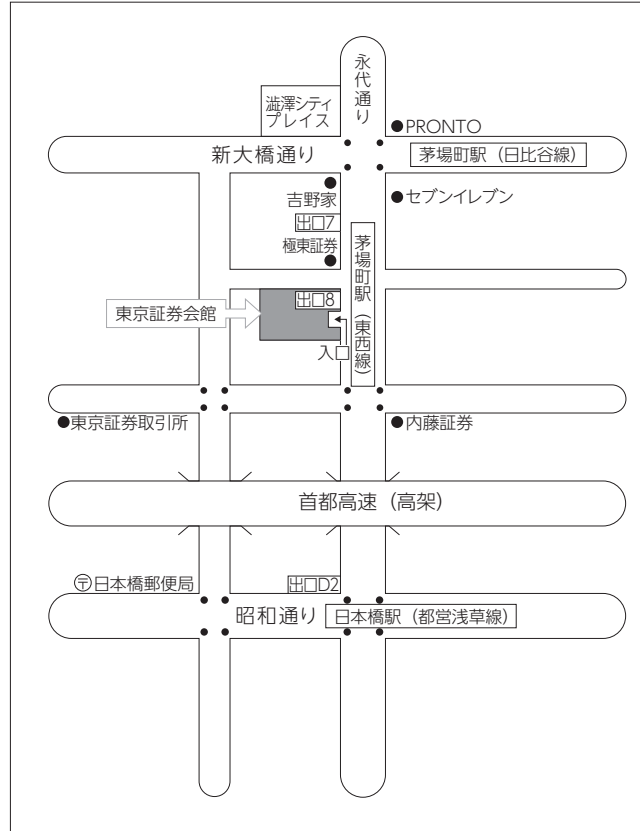 永代通り
澁澤シティ
プレイス
●PRONTO
新大橋通り
茅場町駅（日比谷線）
吉野家
●セブンイレブン
出口7
極東証券
茅場町駅（東西線）
出口8
東京証券会館
入口
●東京証券取引所
●内藤証券
首都高速（高架）
〒日本橋郵便局
出口D2
昭和通り
日本橋駅（都営浅草線）